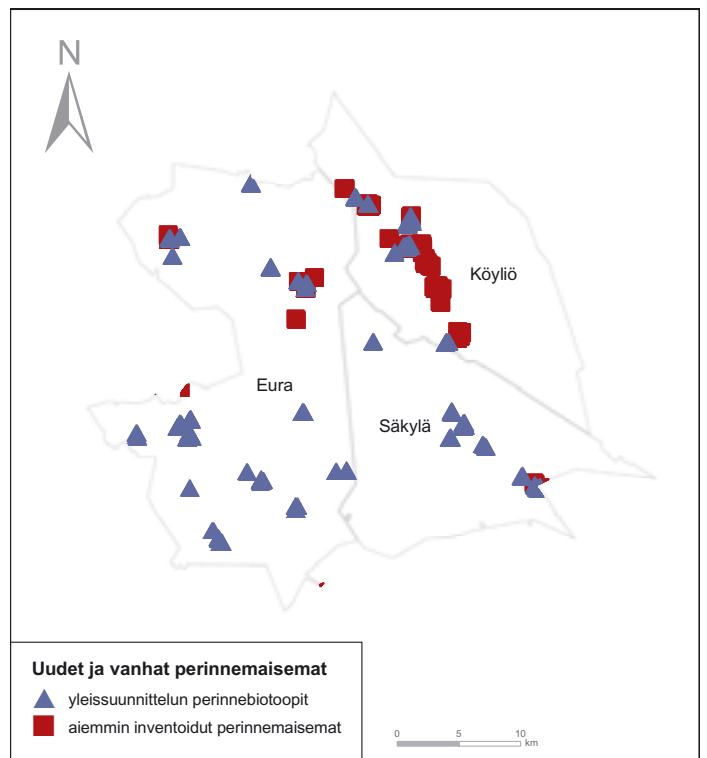 N
Köyliö
Eura
Säkylä
Uudet ja vanhat perinnemaisemat
yleissuunnittelun perinnebiotoopit
aiemmin inventoidut perinnemaisemat
0 5 10
km